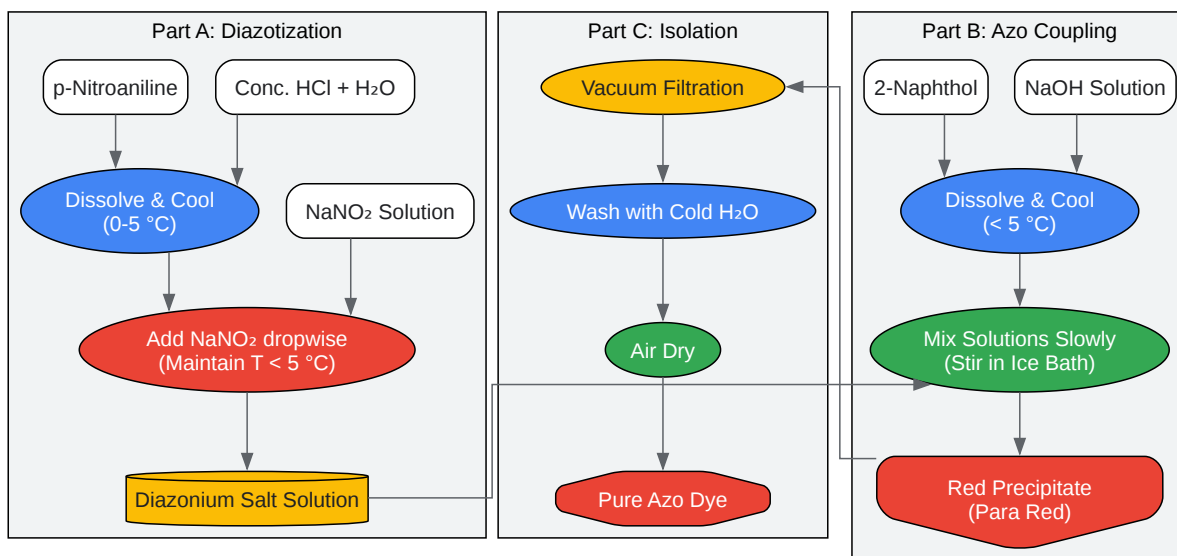 Part A: Diazotization
p-Nitroaniline
Conc. HCl + H₂O
Dissolve & Cool
(0-5 °C)
NaNO₂ Solution
Add NaNO₂ dropwise
(Maintain T < 5 °C)
Diazonium Salt Solution
Part C: Isolation
Vacuum Filtration
Wash with Cold H₂O
Air Dry
Pure Azo Dye
Part B: Azo Coupling
2-Naphthol
NaOH Solution
Dissolve & Cool
(< 5 °C)
Mix Solutions Slowly
(Stir in Ice Bath)
Red Precipitate
(Para Red)